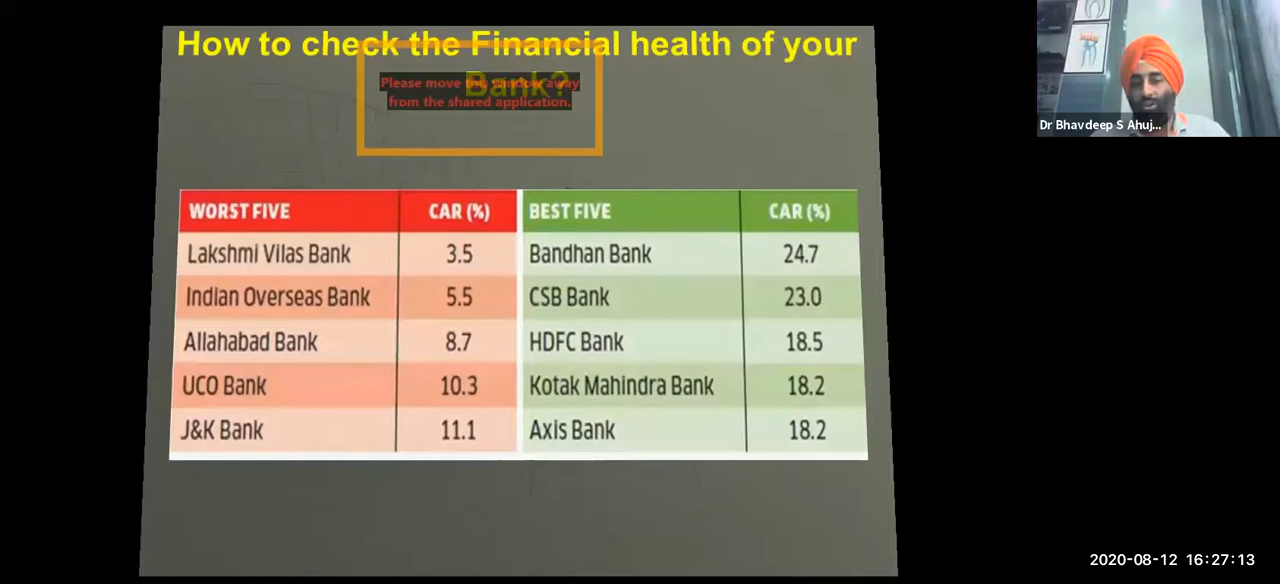 How to check the Financial health of your
Bank?
Please move this window away
from the shared application.
WORST FIVE CAR (%) BEST FIVE CAR (%)
Lakshmi Vilas Bank 3.5 Bandhan Bank 24.7
Indian Overseas Bank 5.5 CSB Bank 23.0
Allahabad Bank 8.7 HDFC Bank 18.5
UCO Bank 10.3 Kotak Mahindra Bank 18.2
J&K Bank 11.1 Axis Bank 18.2
Dr Bhavdeep S Ahuj...
2020-08-12 16:27:13